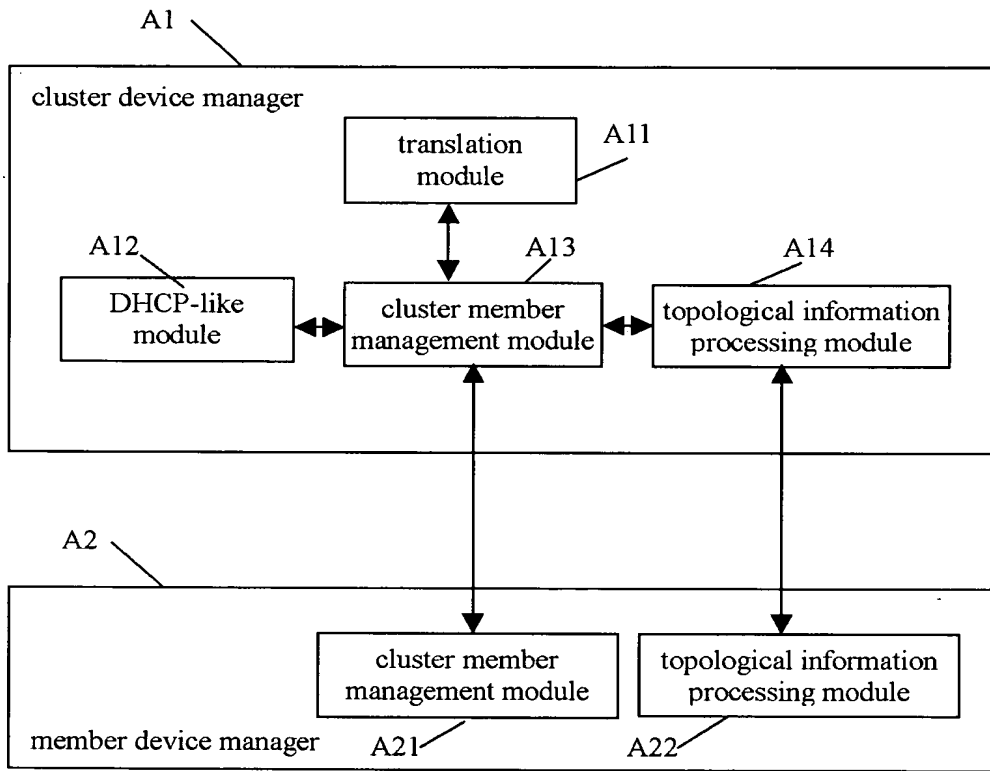 A1
cluster device manager
translation
module
A11
A12
DHCP-like
module
A13
cluster member
management module
A14
topological information
processing module
A2
cluster member
management module
topological information
processing module
member device manager
A21
A22